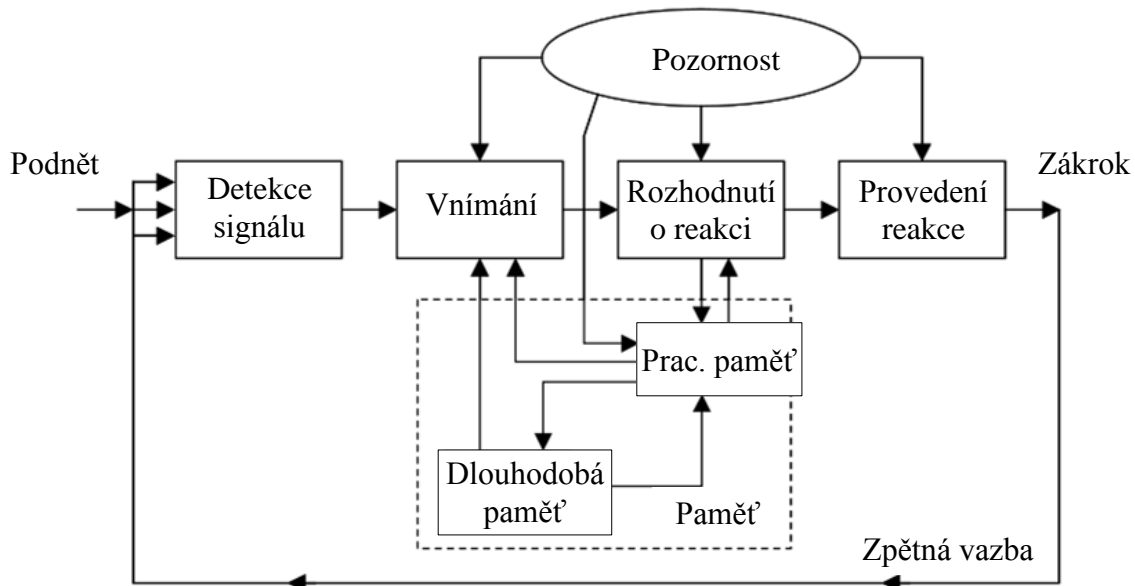 Pozornost
Podnět
Detekce
signálu
Vnímání
Rozhodnutí
o reakci
Provedení
reakce
Zákrok
Prac. paměť
Dlouhodobá
paměť
Paměť
Zpětná vazba